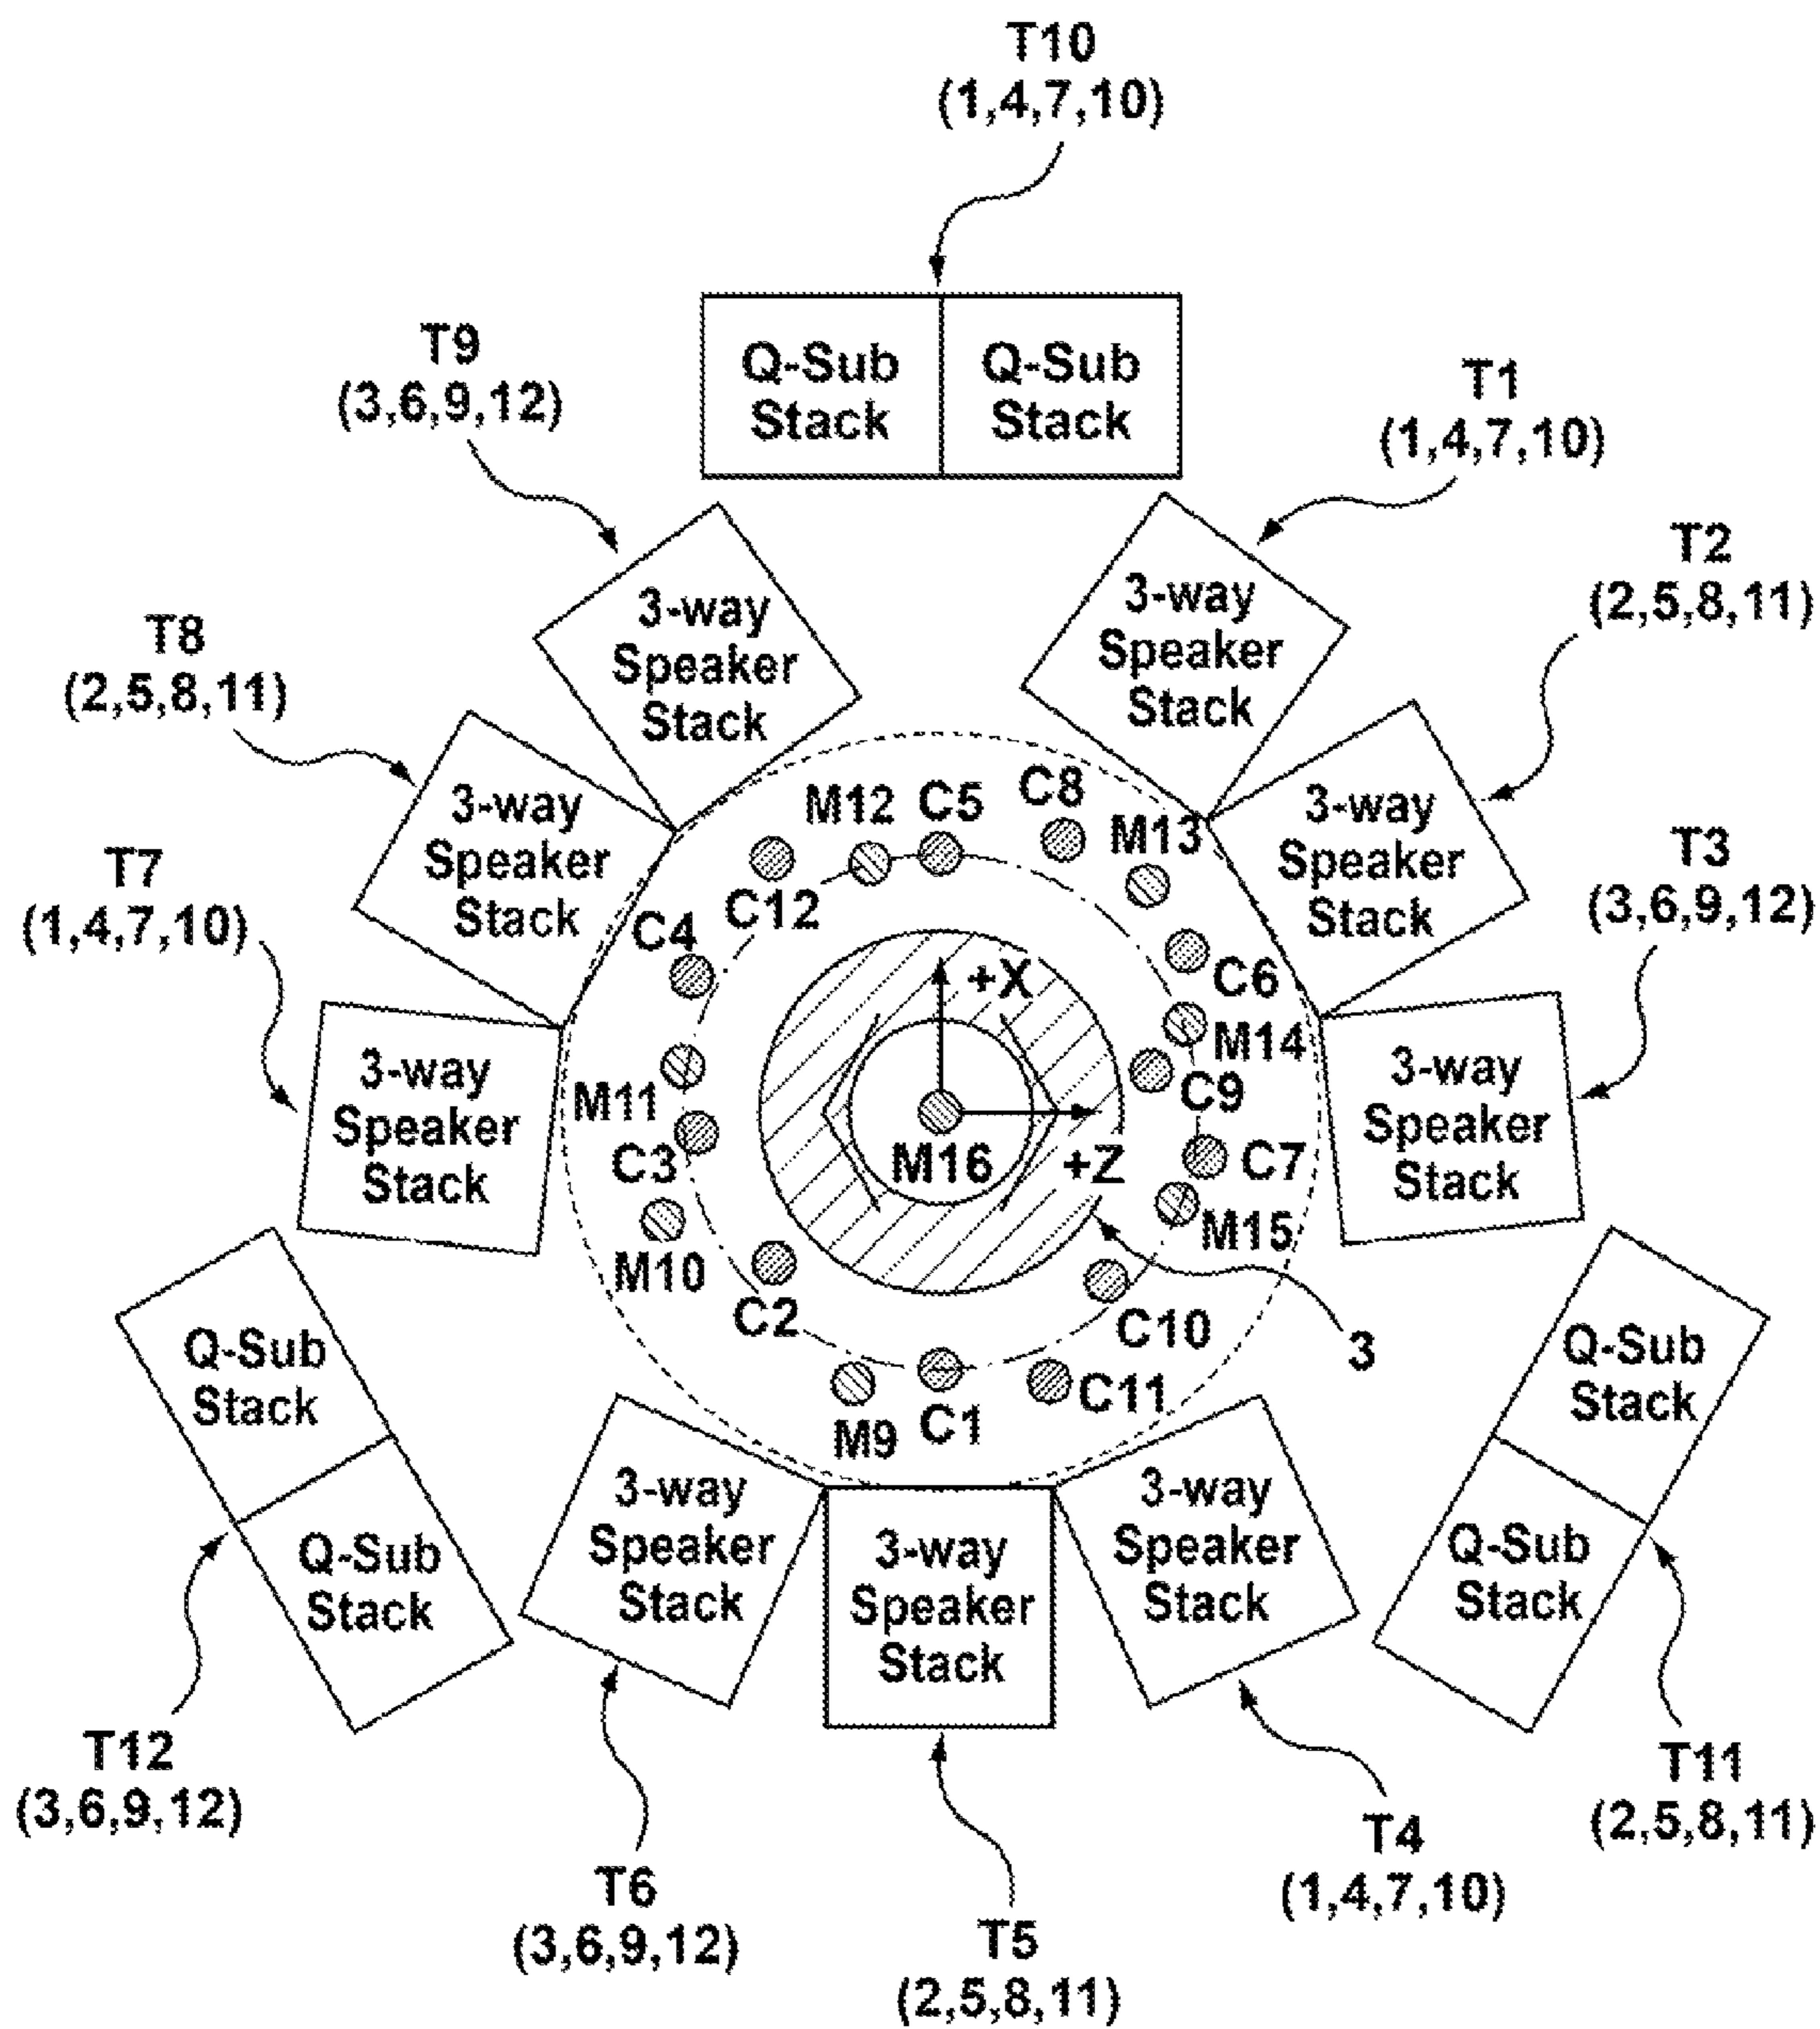 T10
(1,4,7,10)
Q-Sub
Stack
Q-Sub
Stack
T9
(3,6,9,12)
T1
(1,4,7,10)
3-way
Speaker
Stack
3-way
Speaker
Stack
T2
(2,5,8,11)
T8
(2,5,8,11)
3-way
Speaker
Stack
3-way
Speaker
Stack
T7
(1,4,7,10)
T3
(3,6,9,12)
M12
C5
C8
M13
C12
C4
C6
+X
M14
M11
C9
C3
M16
+Z
C7
M15
M10
C2
C10
3
M9
C1
C11
3-way
Speaker
Stack
3-way
Speaker
Stack
Q-Sub
Stack
Q-Sub
Stack
Q-Sub
Stack
Q-Sub
Stack
3-way
Speaker
Stack
3-way
Speaker
Stack
3-way
Speaker
Stack
T12
(3,6,9,12)
T11
(2,5,8,11)
T6
(3,6,9,12)
T4
(1,4,7,10)
T5
(2,5,8,11)